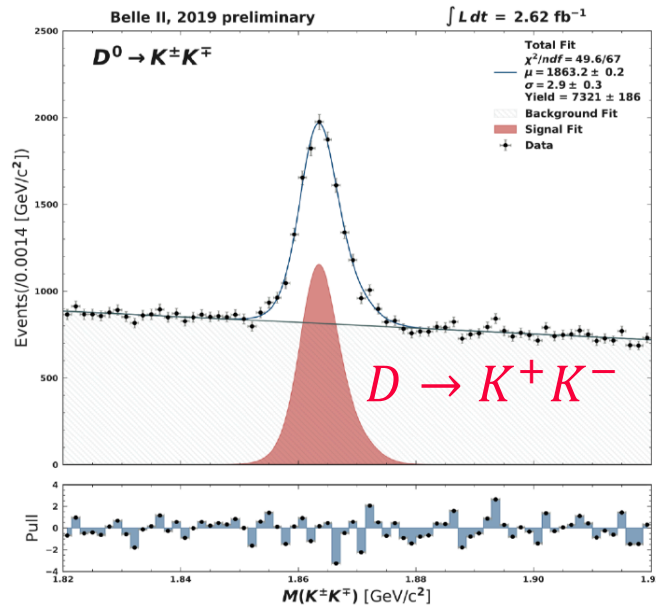 Belle II, 2019 preliminary
∫ L dt = 2.62 fb⁻¹
D⁰ → K±K∓
Total Fit
χ²/ndf = 49.6/67
μ = 1863.2 ± 0.2
σ = 2.9 ± 0.3
Yield = 7321 ± 186
Background Fit
Signal Fit
Data
Events(/0.0014 [GeV/c²])
2500
2000
1500
1000
500
0
D → K⁺K⁻
Pull
4
2
0
−2
−4
1.82
1.84
1.86
1.88
1.90
1.9
M(K±K∓) [GeV/c²]